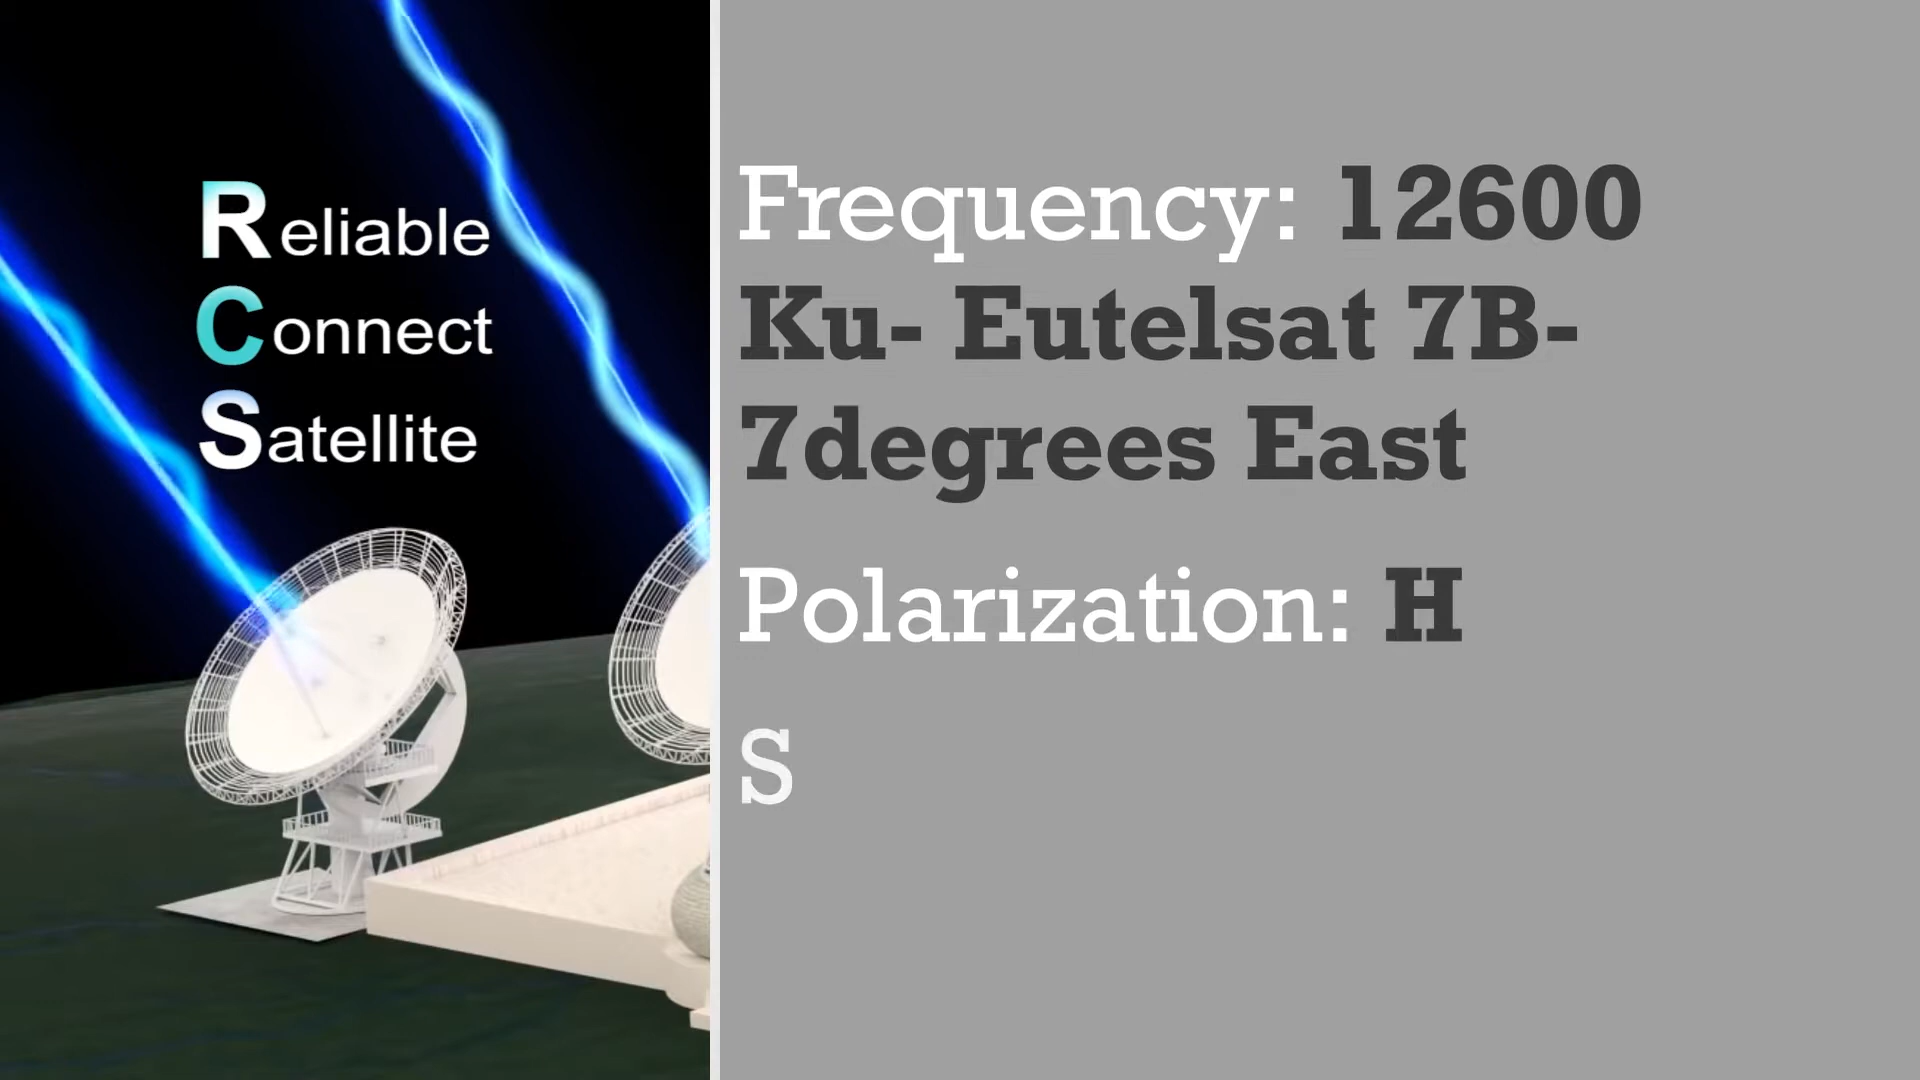 Reliable
Connect
Satellite
Frequency: 12600
Ku- Eutelsat 7B-
7degrees East
Polarization: H
S